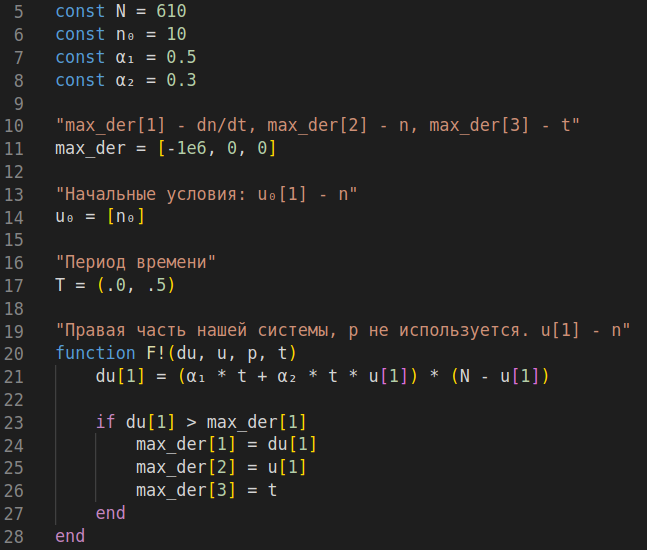 5 const N = 610
6 const n₀ = 10
7 const α₁ = 0.5
8 const α₂ = 0.3
9
10 "max_der[1] - dn/dt, max_der[2] - n, max_der[3] - t"
11 max_der = [-1e6, 0, 0]
12
13 "Начальные условия: u₀[1] - n"
14 u₀ = [n₀]
15
16 "Период времени"
17 T = (.0, .5)
18
19 "Правая часть нашей системы, p не используется. u[1] - n"
20 function F!(du, u, p, t)
21     du[1] = (α₁ * t + α₂ * t * u[1]) * (N - u[1])
22
23     if du[1] > max_der[1]
24         max_der[1] = du[1]
25         max_der[2] = u[1]
26         max_der[3] = t
27     end
28 end